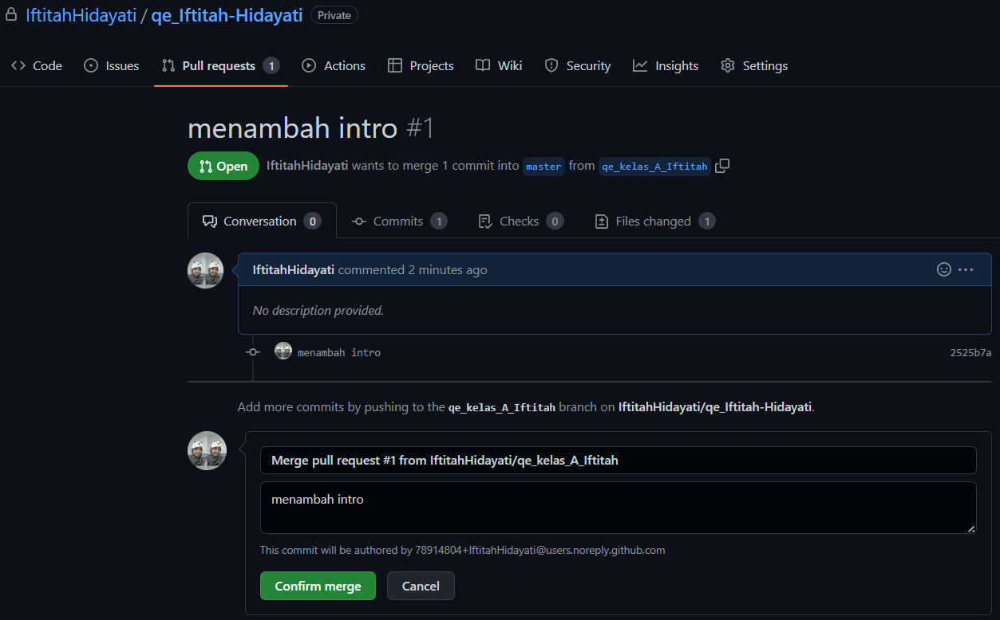 IftitahHidayati / qe_Iftitah-Hidayati Private
Code Issues Pull requests 1 Actions Projects Wiki Security Insights Settings
menambah intro #1
Open IftitahHidayati wants to merge 1 commit into master from qe_kelas_A_Iftitah
Conversation 0 Commits 1 Checks 0 Files changed 1
IftitahHidayati commented 2 minutes ago
No description provided.
menambah intro 2525b7a
Add more commits by pushing to the qe_kelas_A_Iftitah branch on IftitahHidayati/qe_Iftitah-Hidayati.
Merge pull request #1 from IftitahHidayati/qe_kelas_A_Iftitah
menambah intro
This commit will be authored by 78914804+IftitahHidayati@users.noreply.github.com
Confirm merge Cancel